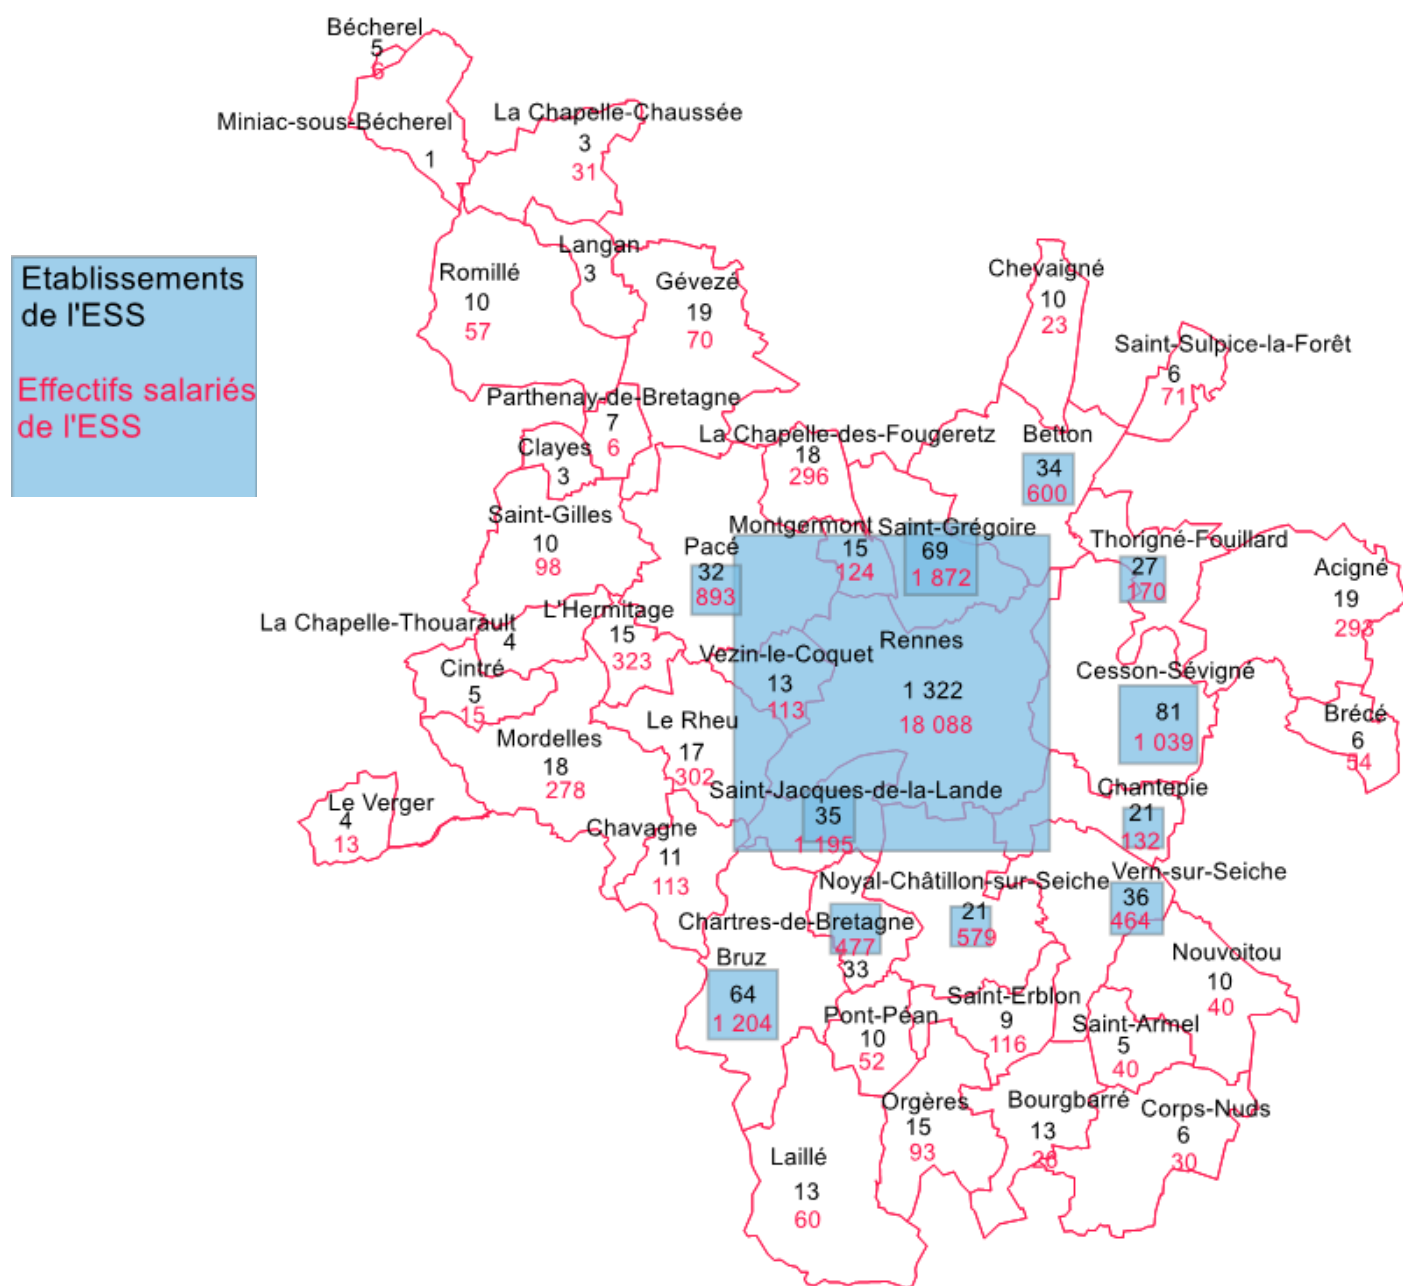 Bécherel
5
6
Miniac-sous-Bécherel
1
La Chapelle-Chaussée
3
31
Etablissements
de l'ESS
Effectifs salariés
de l'ESS
Romillé
10
57
Langan
3
Gévezé
19
70
Chevaigné
10
23
Saint-Sulpice-la-Forêt
6
71
Parthenay-de-Bretagne
7
6
Clayes
3
La Chapelle-des-Fougeretz
18
296
Betton
34
600
Saint-Gilles
10
98
Pacé
32
893
Montgermont
15
124
Saint-Grégoire
69
1 872
Thorigné-Fouillard
27
170
Acigné
19
293
La Chapelle-Thouarault
4
L'Hermitage
15
323
Vezin-le-Coquet
13
113
Rennes
1 322
18 088
Cesson-Sévigné
81
1 039
Brécé
6
54
Cintré
5
15
Mordelles
18
278
Le Rheu
17
302
Le Verger
4
13
Saint-Jacques-de-la-Lande
35
1 195
Chantepie
21
132
Chavagne
11
113
Noyal-Châtillon-sur-Seiche
21
579
Vern-sur-Seiche
36
464
Chartres-de-Bretagne
477
33
Bruz
64
1 204
Nouvoitou
10
40
Pont-Péan
10
52
Saint-Erblon
9
116
Saint-Armel
5
40
Orgères
15
93
Bourgbarré
13
26
Corps-Nuds
6
30
Laillé
13
60